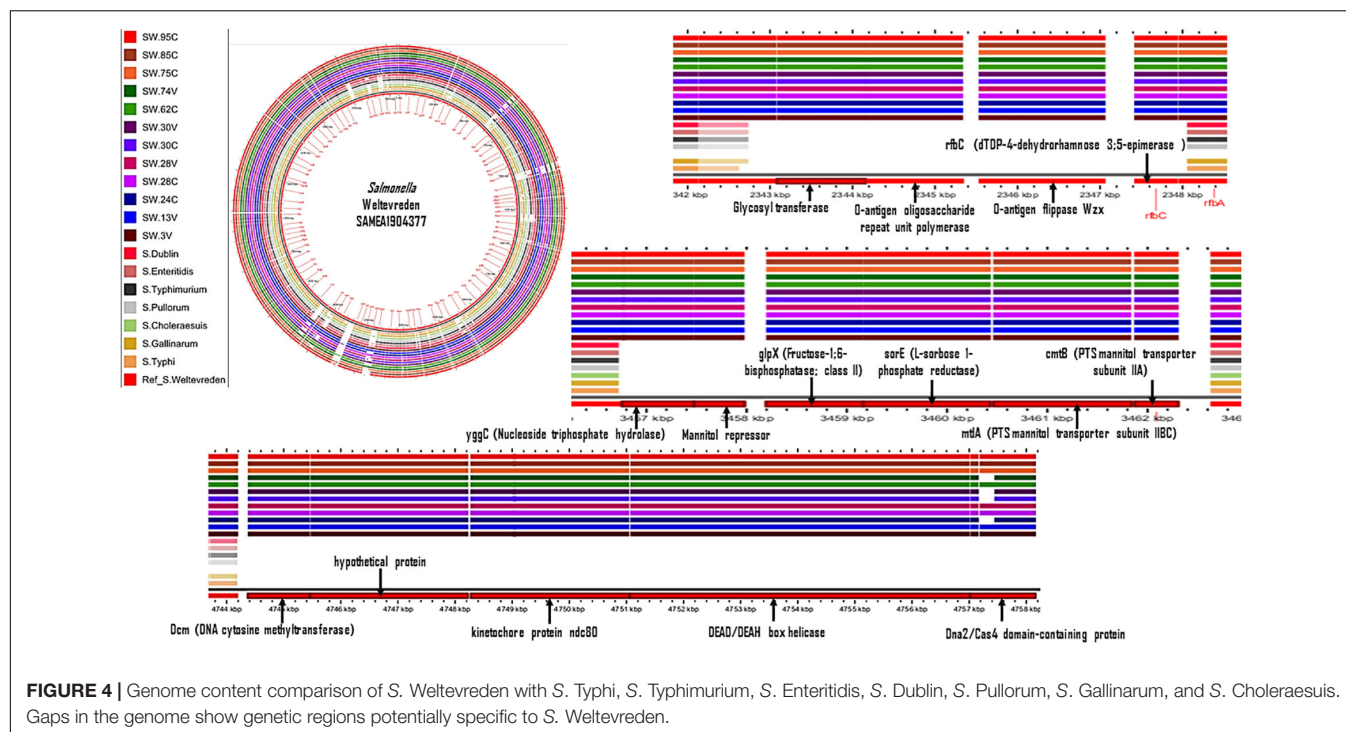 SW.95C
SW.85C
SW.75C
SW.74V
SW.62C
SW.30V
SW.30C
SW.28V
SW.28C
SW.24C
SW.13V
SW.3V
S.Dublin
S.Enteritidis
S.Typhimurium
S.Pullorum
S.Choleraesuis
S.Gallinarum
S.Typhi
Ref_S.Weltevreden
Salmonella
Weltevreden
SAMEA1904377
rfbC (dTDP-4-dehydrorhamnose 3;5-epimerase )
342 kbp 2343 kbp 2344 kbp 2345 kbp 2346 kbp 2347 kbp 2348 kbp
rfbC rfbA
Glycosyl transferase
O-antigen oligosaccharide
repeat unit polymerase
O-antigen flippase Wzx
glpX (Fructose-1;6-
bisphosphatase; class II)
sorE (L-sorbose 1-
phosphate reductase)
cmtB (PTS mannitol transporter
subunit IIA)
3457 kbp 3458 kbp 3459 kbp 3460 kbp 3461 kbp 3462 kbp 346
yggC (Nucleoside triphosphate hydrolase)
Mannitol repressor
mtlA (PTS mannitol transporter subunit IIBC)
hypothetical protein
4744 kbp 4745 kbp 4746 kbp 4747 kbp 4748 kbp 4749 kbp 4750 kbp 4751 kbp 4752 kbp 4753 kbp 4754 kbp 4755 kbp 4756 kbp 4757 kbp 4758 kbp
Dcm (DNA cytosine methyltransferase)
kinetochore protein ndc80
DEAD/DEAH box helicase
Dna2/Cas4 domain-containing protein
FIGURE 4 | Genome content comparison of S. Weltevreden with S. Typhi, S. Typhimurium, S. Enteritidis, S. Dublin, S. Pullorum, S. Gallinarum, and S. Choleraesuis.
Gaps in the genome show genetic regions potentially specific to S. Weltevreden.